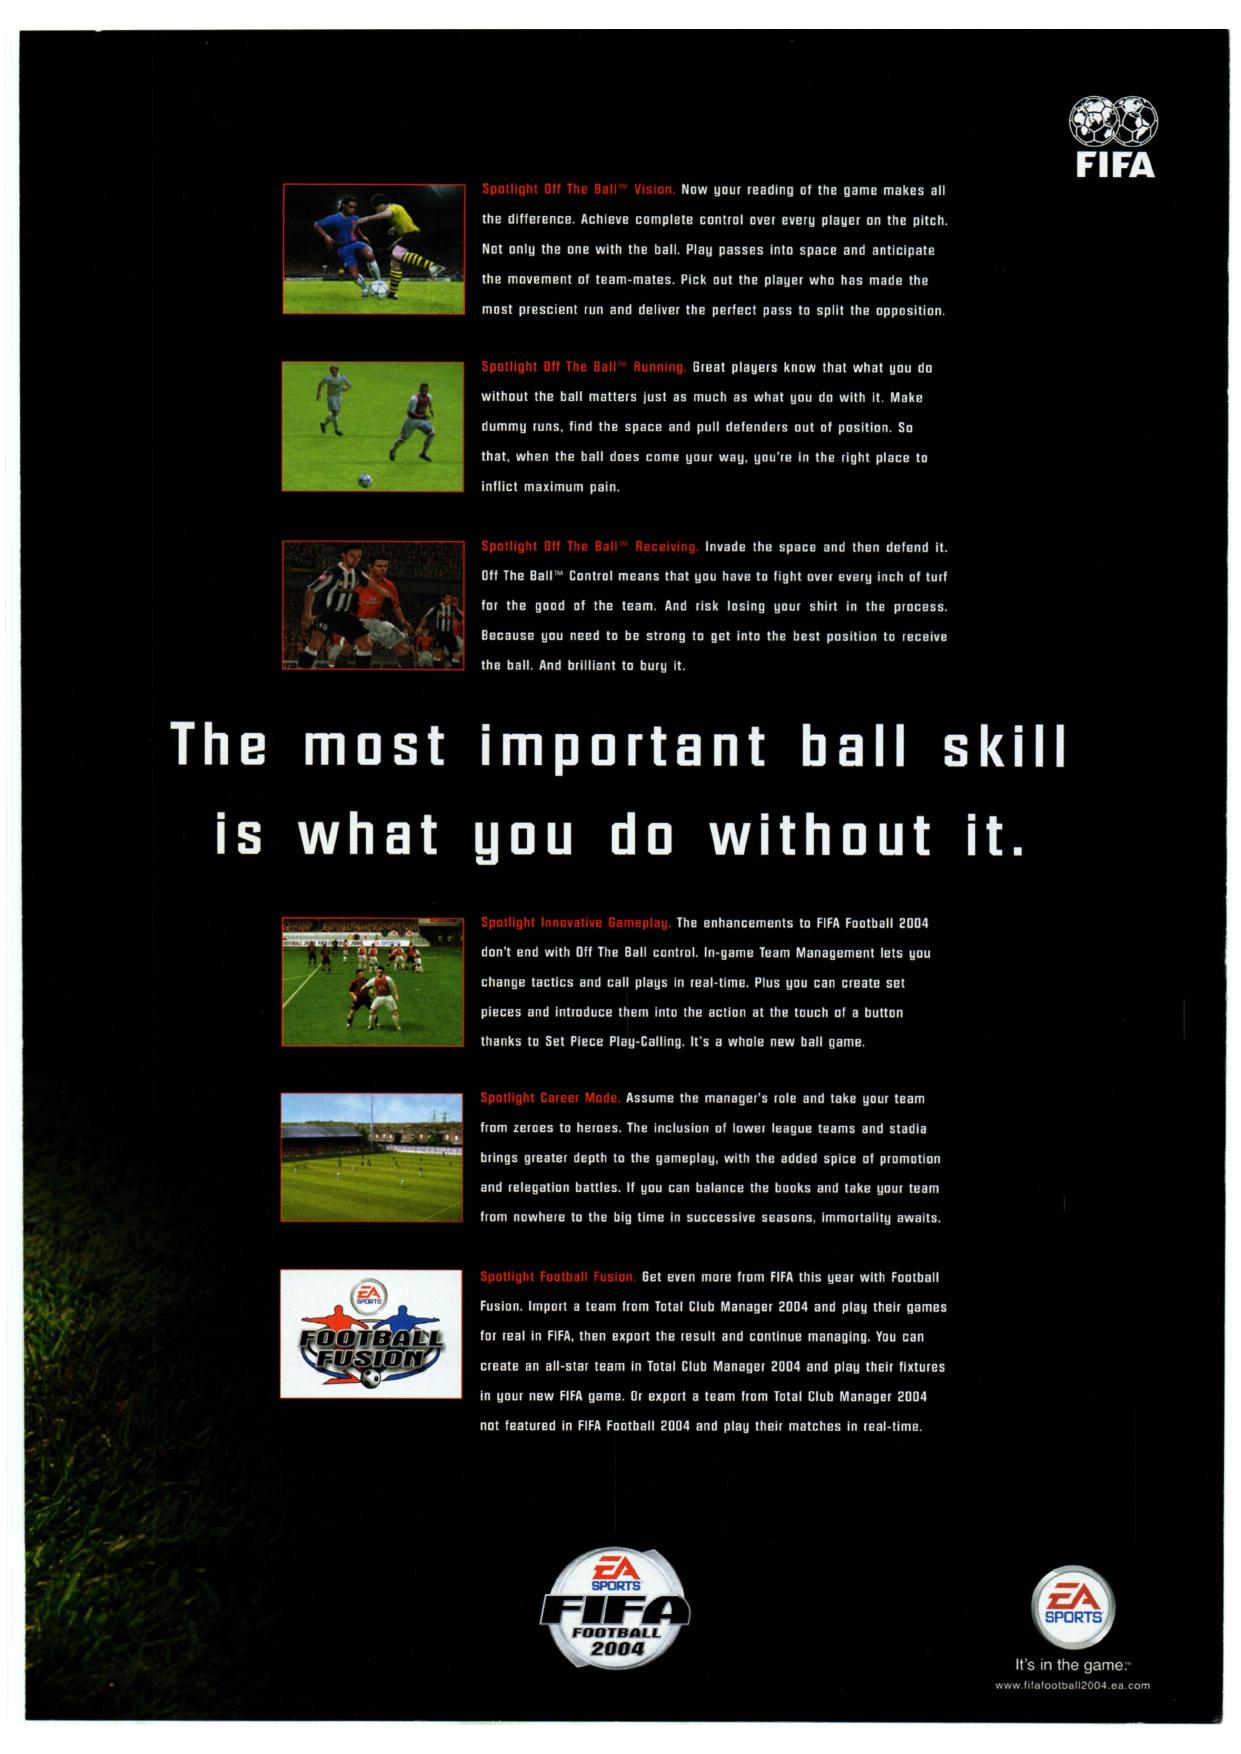 FIFA
Spotlight Off The Ball™ Vision. Now your reading of the game makes all
the difference. Achieve complete control over every player on the pitch.
Not only the one with the ball. Play passes into space and anticipate
the movement of team-mates. Pick out the player who has made the
most prescient run and deliver the perfect pass to split the opposition.
Spotlight Off The Ball™ Running. Great players know that what you do
without the ball matters just as much as what you do with it. Make
dummy runs, find the space and pull defenders out of position. So
that, when the ball does come your way, you're in the right place to
inflict maximum pain.
Spotlight Off The Ball™ Receiving. Invade the space and then defend it.
Off The Ball™ Control means that you have to fight over every inch of turf
for the good of the team. And risk losing your shirt in the process.
Because you need to be strong to get into the best position to receive
the ball. And brilliant to bury it.
The most important ball skill
is what you do without it.
Spotlight Innovative Gameplay. The enhancements to FIFA Football 2004
don't end with Off The Ball control. In-game Team Management lets you
change tactics and call plays in real-time. Plus you can create set
pieces and introduce them into the action at the touch of a button
thanks to Set Piece Play-Calling. It's a whole new ball game.
Spotlight Career Mode. Assume the manager's role and take your team
from zeroes to heroes. The inclusion of lower league teams and stadia
brings greater depth to the gameplay, with the added spice of promotion
and relegation battles. If you can balance the books and take your team
from nowhere to the big time in successive seasons, immortality awaits.
EA
SPORTS
FOOTBALL
FUSION
Spotlight Football Fusion. Get even more from FIFA this year with Football
Fusion. Import a team from Total Club Manager 2004 and play their games
for real in FIFA, then export the result and continue managing. You can
create an all-star team in Total Club Manager 2004 and play their fixtures
in your new FIFA game. Or export a team from Total Club Manager 2004
not featured in FIFA Football 2004 and play their matches in real-time.
EA
SPORTS
FIFA
FOOTBALL
2004
EA
SPORTS
It's in the game.™
www.fifafootball2004.ea.com